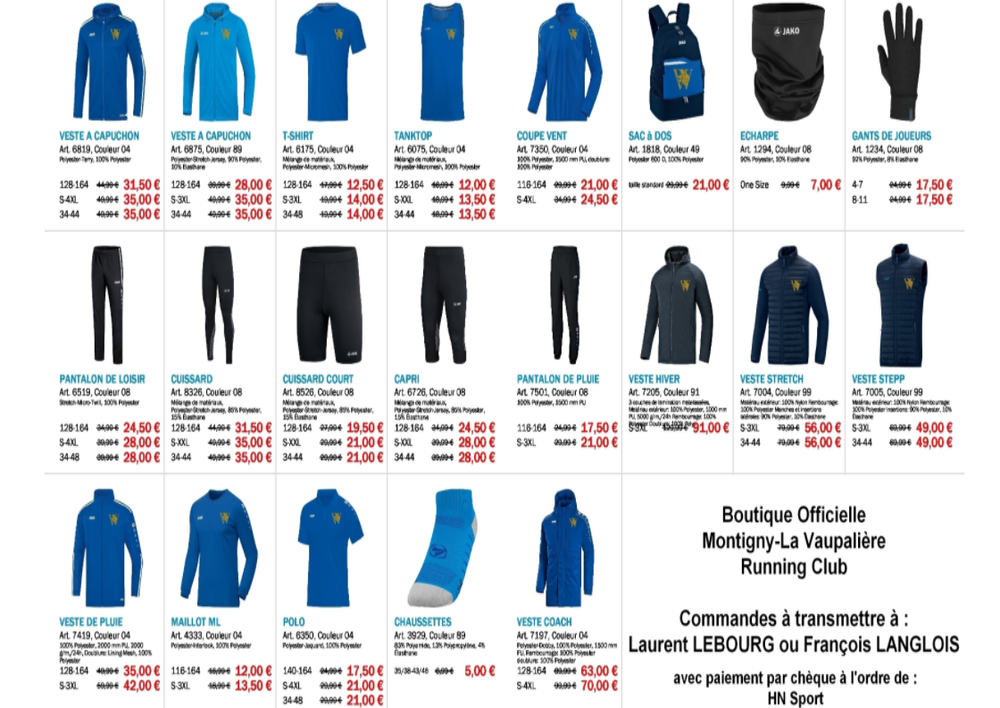 JAKO
VESTE A CAPUCHON
Art. 6819, Couleur 04
Polyester-Terry, 100% Polyester
128-164 44,99 € 31,50 €
S-4XL 49,99 € 35,00 €
34-44 49,99 € 35,00 €
VESTE A CAPUCHON
Art. 6875, Couleur 89
Polyester-Stretch-Jersey, 90% Polyester,
10% Elasthane
128-164 39,99 € 28,00 €
S-3XL 49,99 € 35,00 €
34-44 49,99 € 35,00 €
T-SHIRT
Art. 6175, Couleur 04
Mélange de matériaux,
Polyester-Micromesh, 100% Polyester
128-164 17,99 € 12,50 €
S-3XL 19,99 € 14,00 €
34-48 19,99 € 14,00 €
TANKTOP
Art. 6075, Couleur 04
Mélange de matériaux,
Polyester-Micromesh, 100% Polyester
128-164 12,00 €
S-XXL 13,50 €
34-44 13,50 €
COUPE VENT
Art. 7350, Couleur 04
100% Polyester, 1500 mm PU, doublure:
100% Polyester
116-164 29,99 € 21,00 €
S-4XL 34,99 € 24,50 €
SAC à DOS
Art. 1818, Couleur 49
Polyester 600 D, 100% Polyester
taille standard 29,99 € 21,00 €
ECHARPE
Art. 1294, Couleur 08
90% Polyester, 10% Elasthane
One Size 9,99 € 7,00 €
GANTS DE JOUEURS
Art. 1234, Couleur 08
92% Polyester, 8% Elasthane
4-7 24,99 € 17,50 €
8-11 24,99 € 17,50 €
PANTALON DE LOISIR
Art. 6519, Couleur 08
Stretch-Micro-Twill, 100% Polyester
128-164 34,99 € 24,50 €
S-4XL 39,99 € 28,00 €
34-48 39,99 € 28,00 €
CUISSARD
Art. 8326, Couleur 08
Mélange de matériaux,
Polyester-Stretch-Jersey, 85% Polyester,
15% Elasthane
128-164 44,99 € 31,50 €
S-XXL 49,99 € 35,00 €
34-44 49,99 € 35,00 €
CUISSARD COURT
Art. 8526, Couleur 08
Mélange de matériaux,
Polyester-Stretch-Jersey, 85% Polyester,
15% Elasthane
128-164 27,99 € 19,50 €
S-XXL 29,99 € 21,00 €
34-44 29,99 € 21,00 €
CAPRI
Art. 6726, Couleur 08
Mélange de matériaux,
Polyester-Stretch-Jersey, 85% Polyester,
15% Elasthane
128-164 34,99 € 24,50 €
S-XXL 39,99 € 28,00 €
34-44 39,99 € 28,00 €
PANTALON DE PLUIE
Art. 7501, Couleur 08
100% Polyester, 1500 mm PU
116-164 24,99 € 17,50 €
S-3XL 29,99 € 21,00 €
VESTE HIVER
Art. 7205, Couleur 91
3 couches de lamination matelassées,
Matériau extérieur: 100% Polyester, 1000 mm
PU, 5000 g/m/24h Rembourrage: 100%
S-3XL 91,00 €
VESTE STRETCH
Art. 7004, Couleur 99
Matériau extérieur: 100% Nylon Rembourrage:
100% Polyester Manches et insertions
latérales: 90% Polyester, 10% Elasthane
S-3XL 79,99 € 56,00 €
34-44 79,99 € 56,00 €
VESTE STEPP
Art. 7005, Couleur 99
Matériau extérieur: 100% Nylon Rembourrage:
100% Polyester Insertions: 90% Polyester, 10%
Elasthane
S-3XL 69,99 € 49,00 €
34-44 69,99 € 49,00 €
VESTE DE PLUIE
Art. 7419, Couleur 04
100% Polyester, 2000 mm PU, 2000
g/m/24h, Doublure: Lining-Mesh, 100%
Polyester
128-164 49,99 € 35,00 €
S-3XL 59,99 € 42,00 €
MAILLOT ML
Art. 4333, Couleur 04
Polyester-Interlock, 100% Polyester
116-164 12,00 €
S-3XL 13,50 €
POLO
Art. 6350, Couleur 04
Polyester-Jaquard, 100% Polyester
140-164 24,99 € 17,50 €
S-4XL 29,99 € 21,00 €
34-48 29,99 € 21,00 €
CHAUSSETTES
Art. 3929, Couleur 89
83% Polyamide, 13% Polypropylène, 4%
Elasthane
35/38-43/46 5,00 €
VESTE COACH
Art. 7197, Couleur 04
Polyester-Dobby, 100% Polyester, 1500 mm
PU, Rembourrage: 100% Polyester
doublure: 100% Polyester
128-164 89,99 € 63,00 €
S-4XL 99,99 € 70,00 €
Boutique Officielle
Montigny-La Vaupalière
Running Club
Commandes à transmettre à :
Laurent LEBOURG ou François LANGLOIS
avec paiement par chèque à l'ordre de :
HN Sport